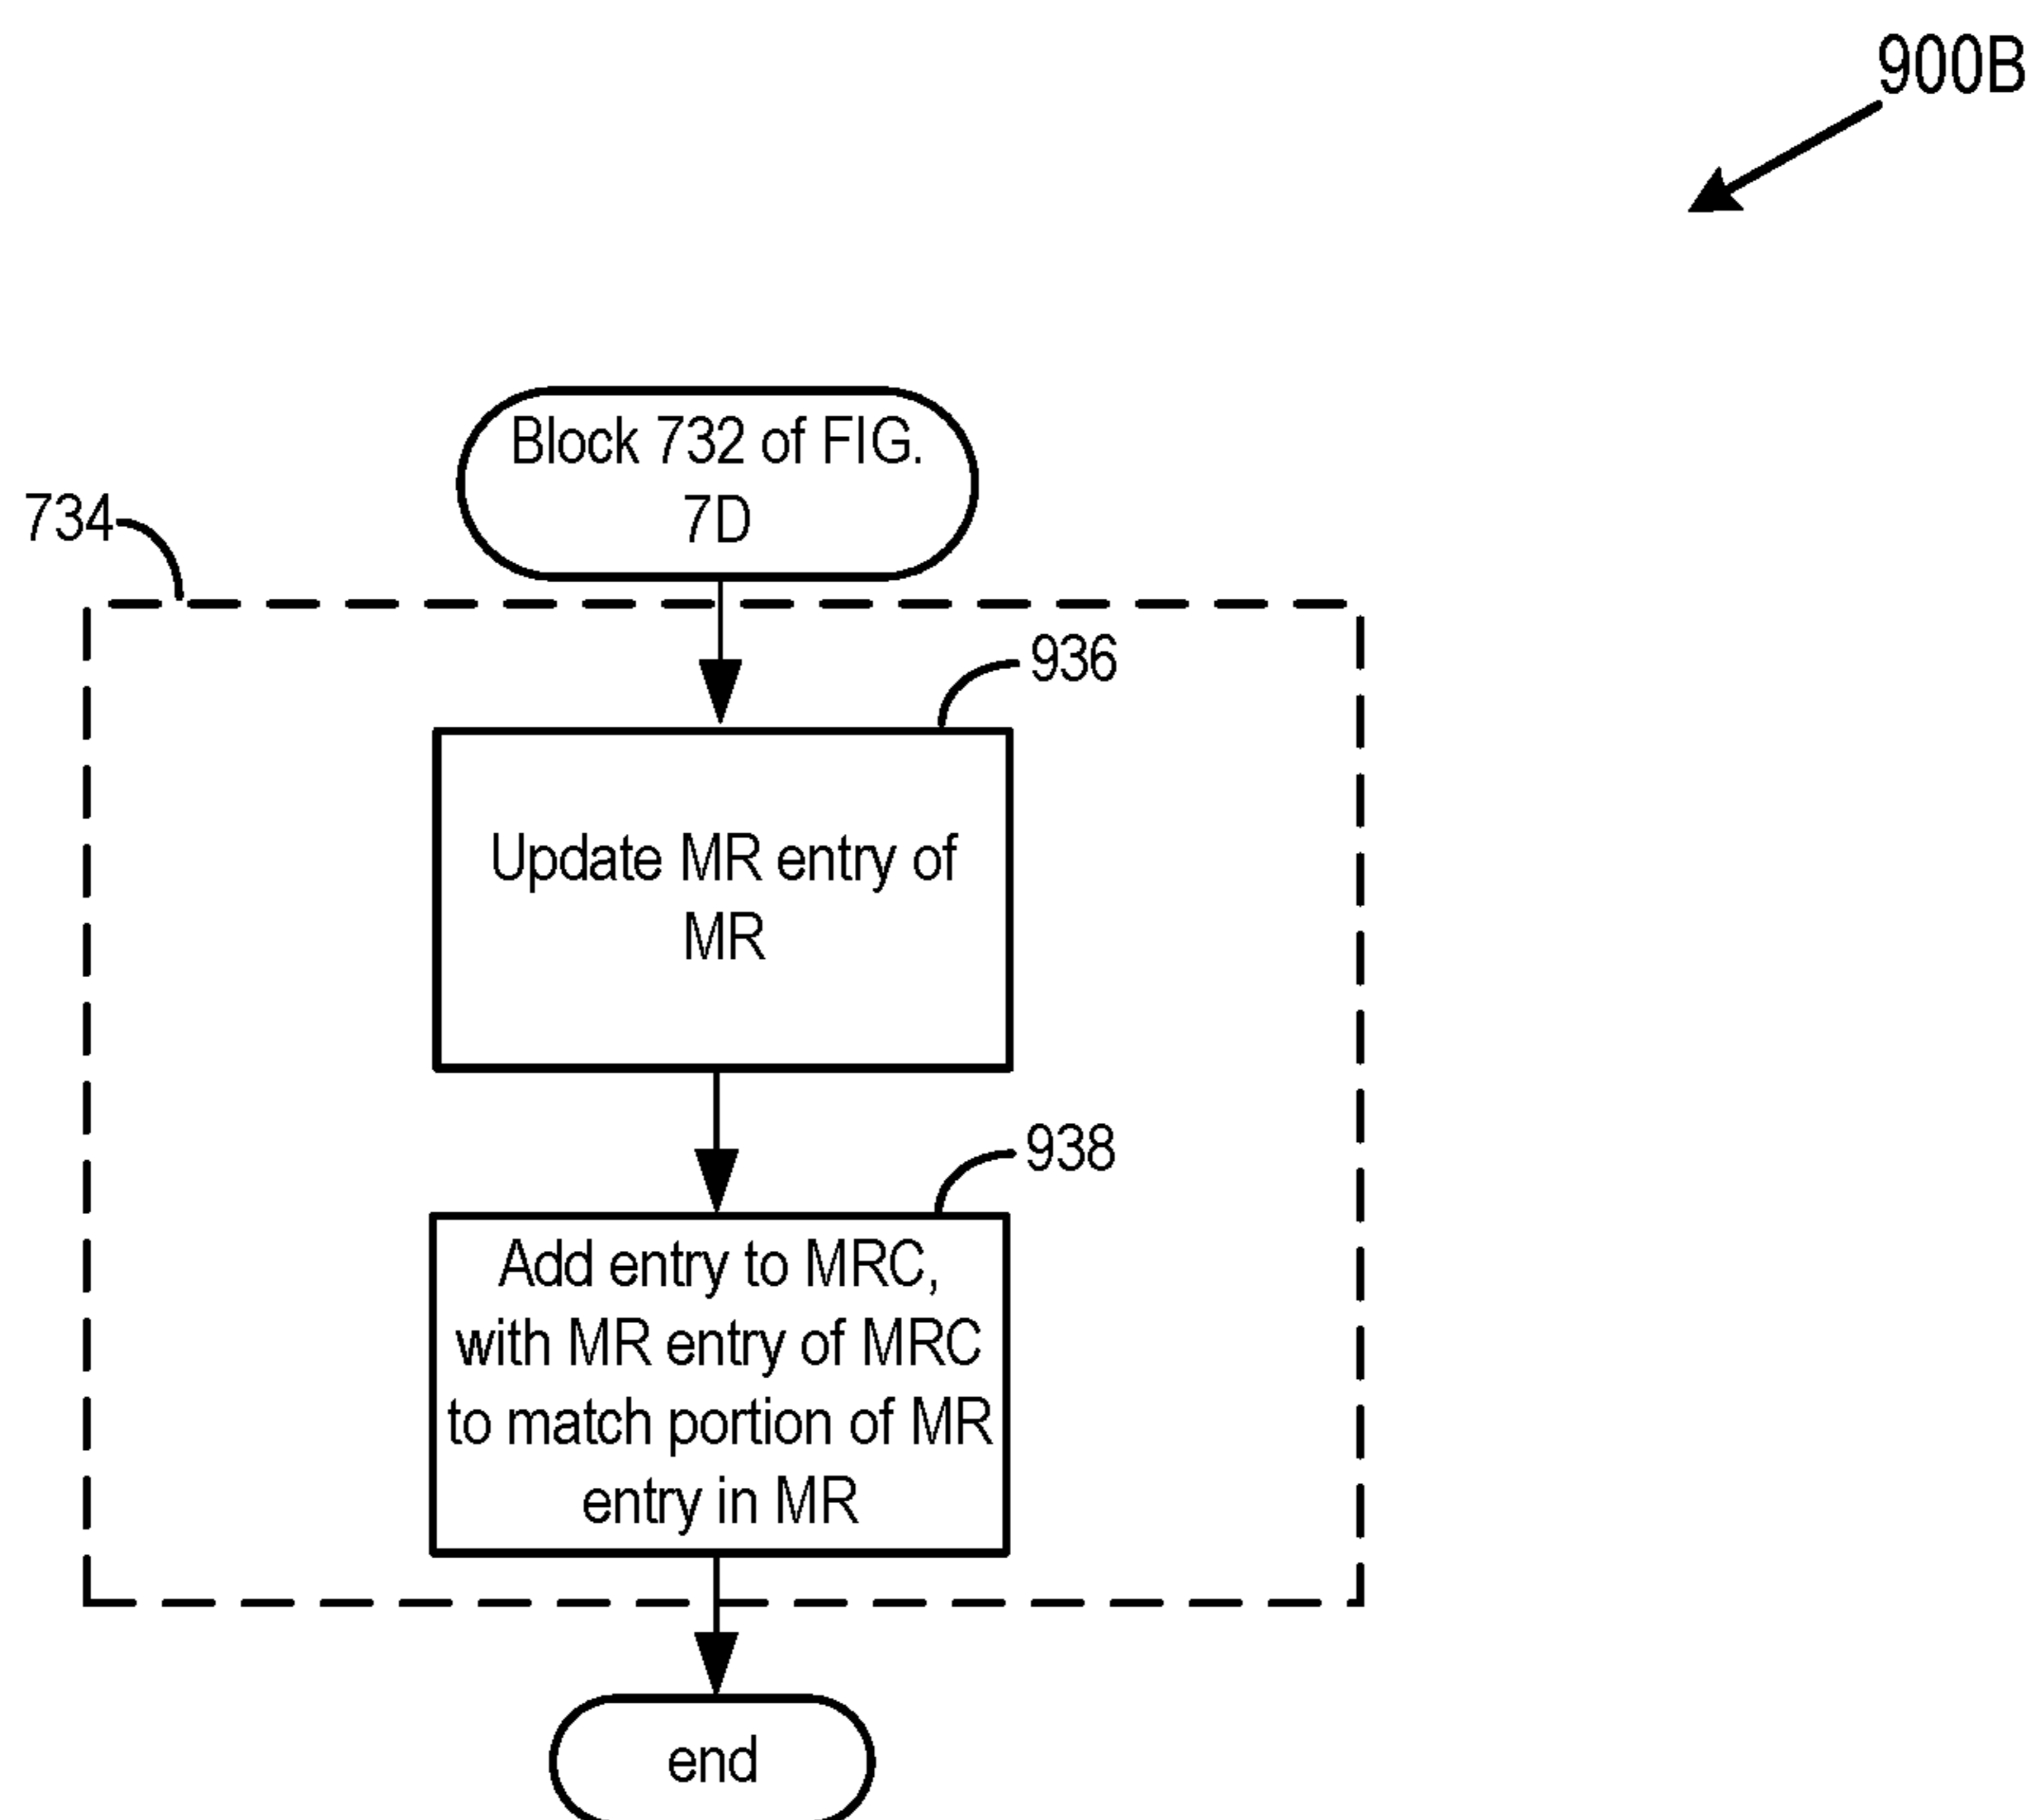 900B
Block 732 of FIG.
7D
734
936
Update MR entry of
MR
938
Add entry to MRC,
with MR entry of MRC
to match portion of MR
entry in MR
end